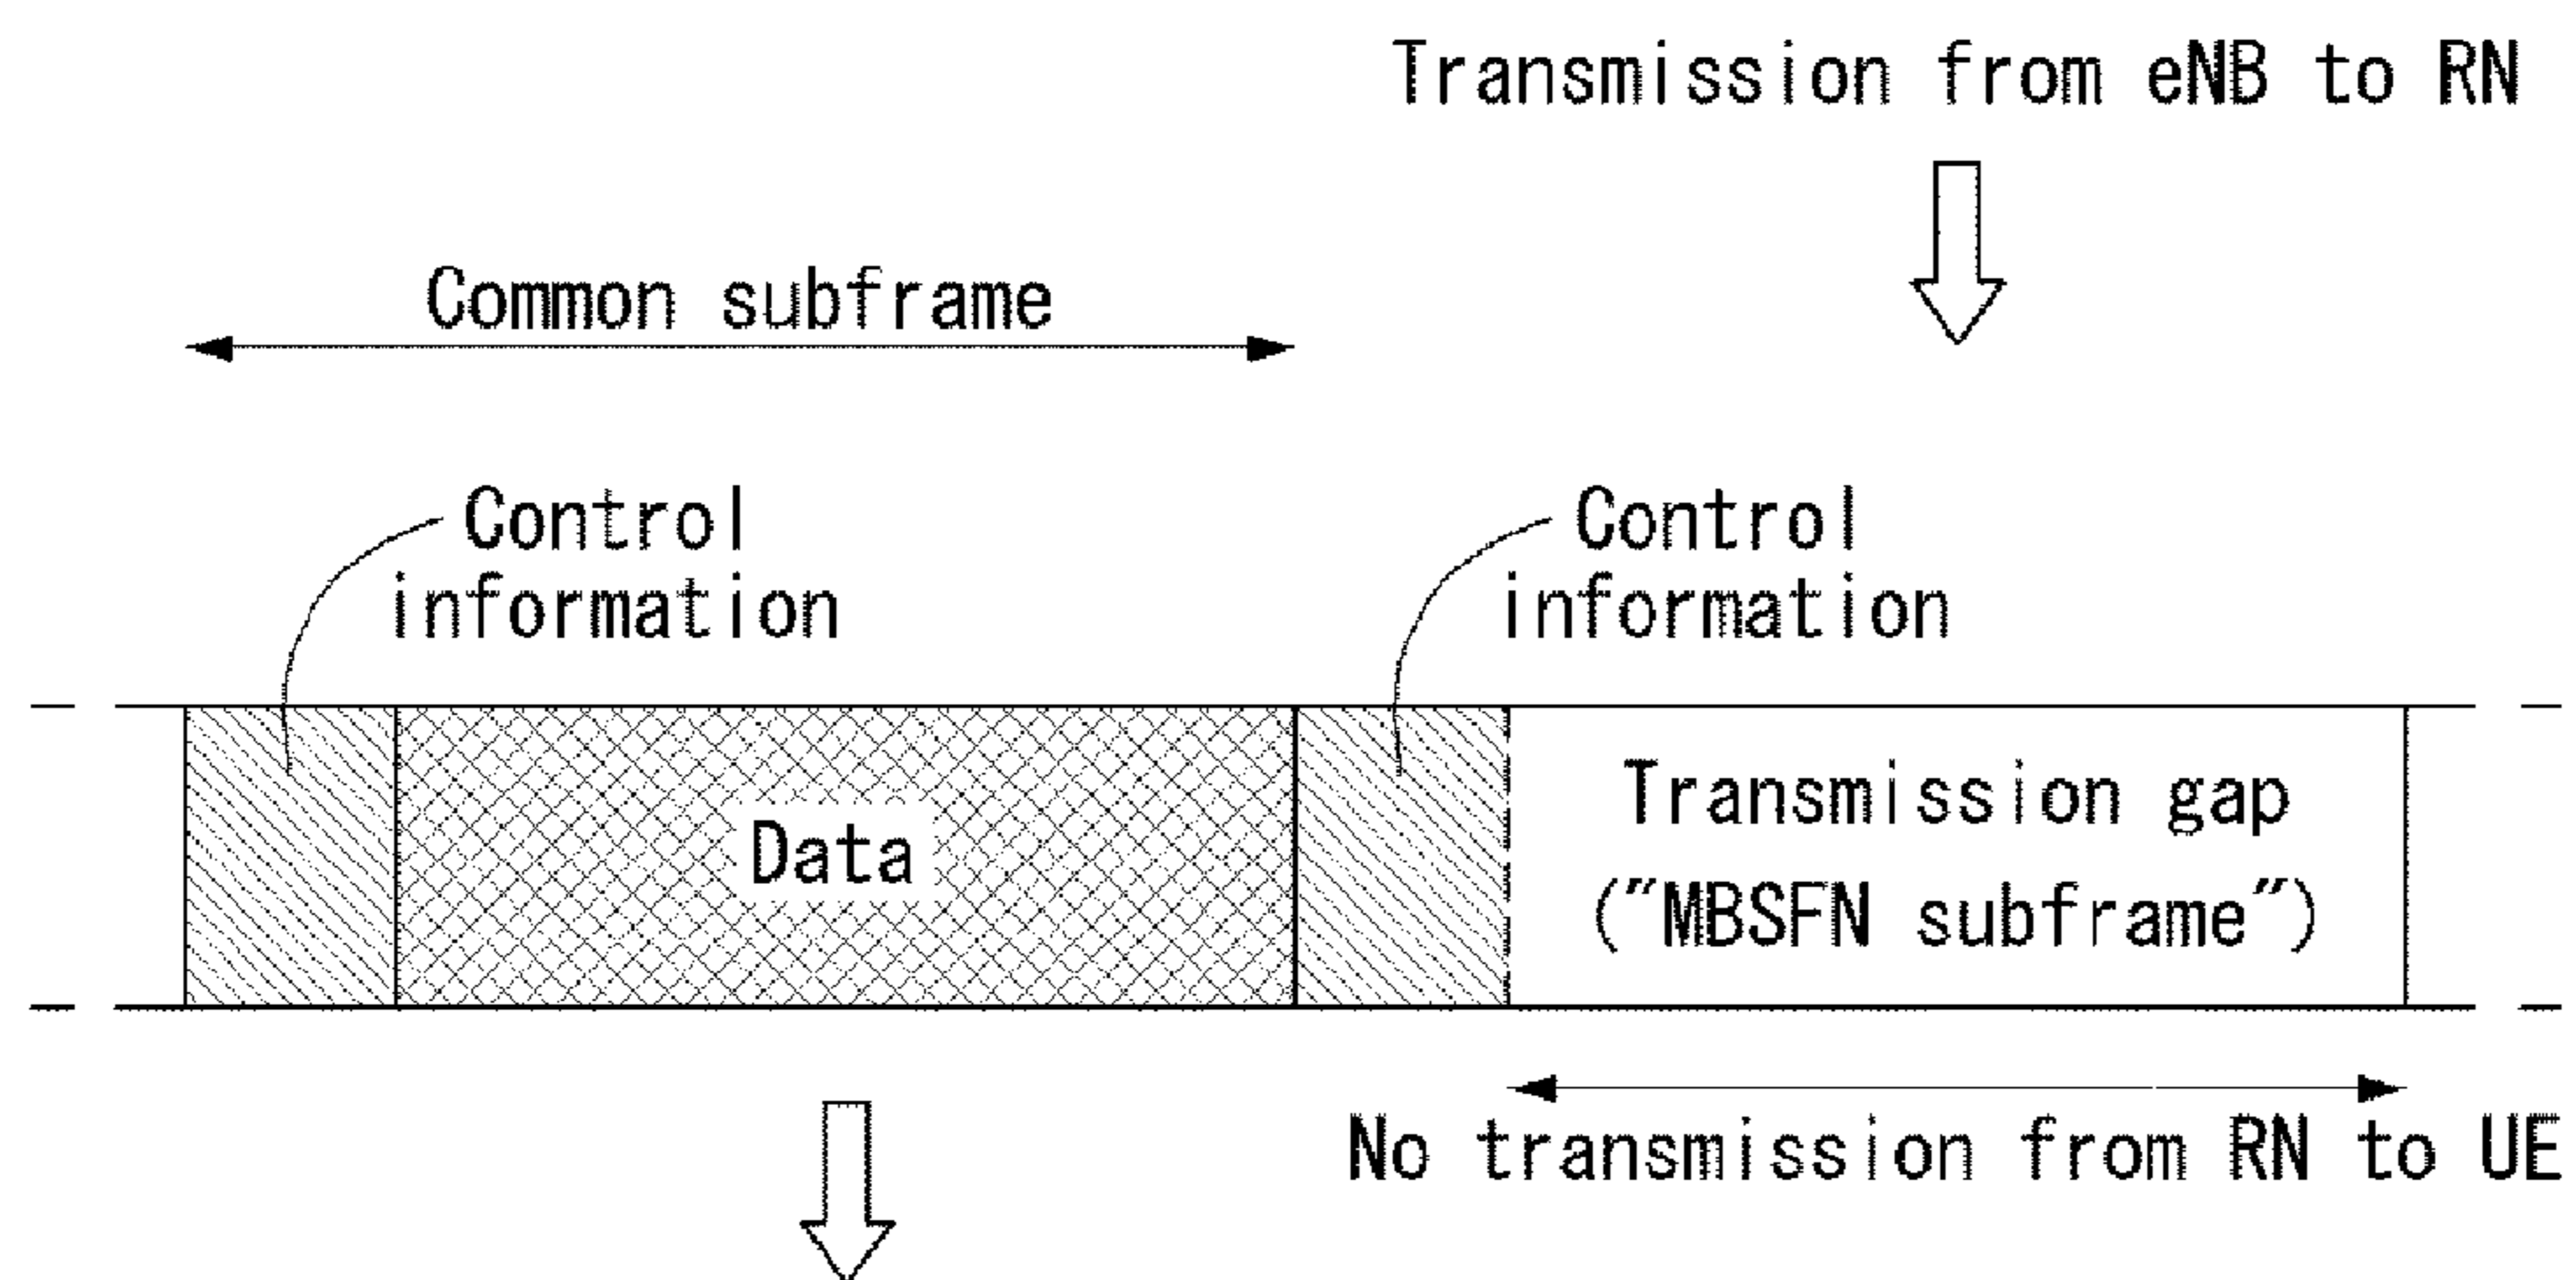 Transmission from eNB to RN
Common subframe
Control
information
Control
information
Data
Transmission gap
("MBSFN subframe")
No transmission from RN to UE